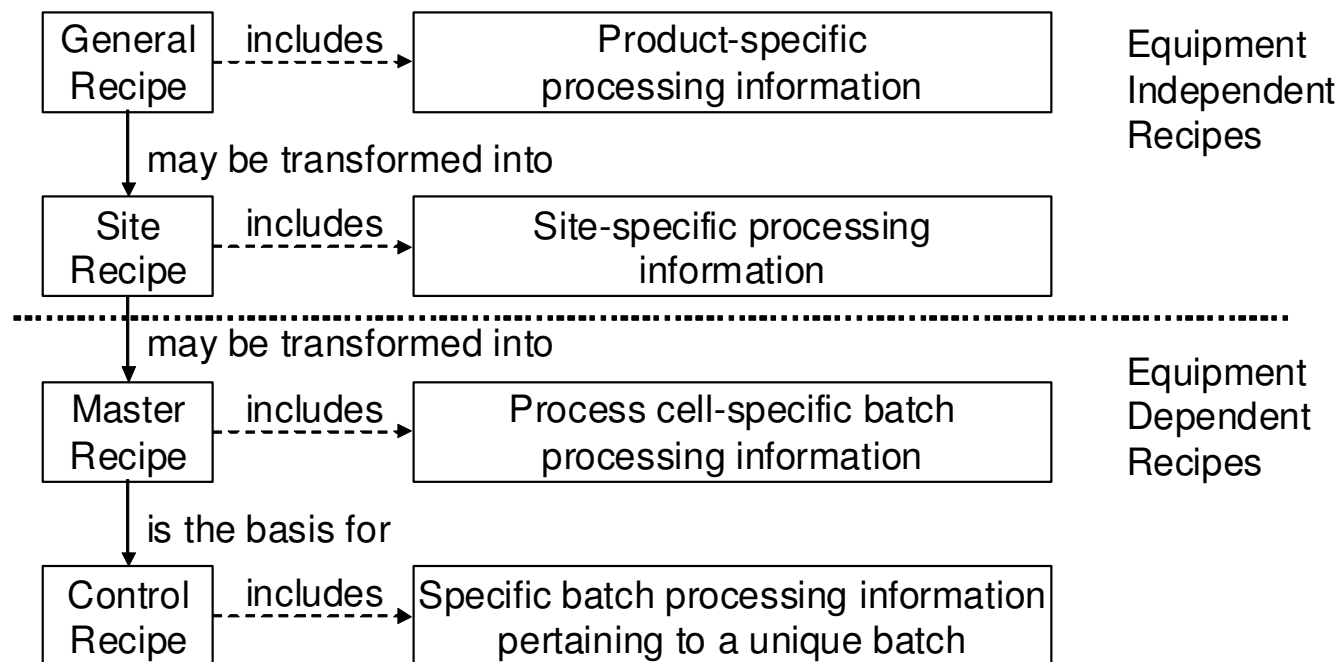 General
Recipe
includes
Product-specific
processing information
Equipment
Independent
Recipes
may be transformed into
Site
Recipe
includes
Site-specific processing
information
may be transformed into
Master
Recipe
includes
Process cell-specific batch
processing information
Equipment
Dependent
Recipes
is the basis for
Control
Recipe
includes
Specific batch processing information
pertaining to a unique batch